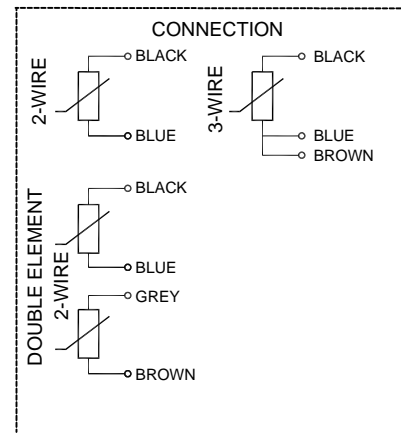 CONNECTION
2-WIRE
BLACK
BLUE
3-WIRE
BLACK
BLUE
BROWN
DOUBLE ELEMENT
2-WIRE
BLACK
BLUE
GREY
BROWN